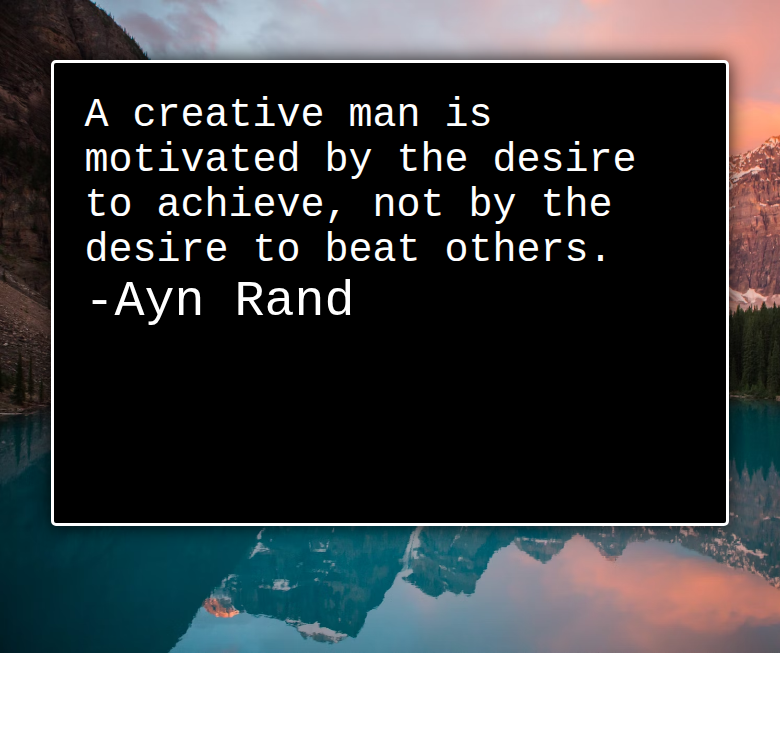 A creative man is
motivated by the desire
to achieve, not by the
desire to beat others.
-Ayn Rand